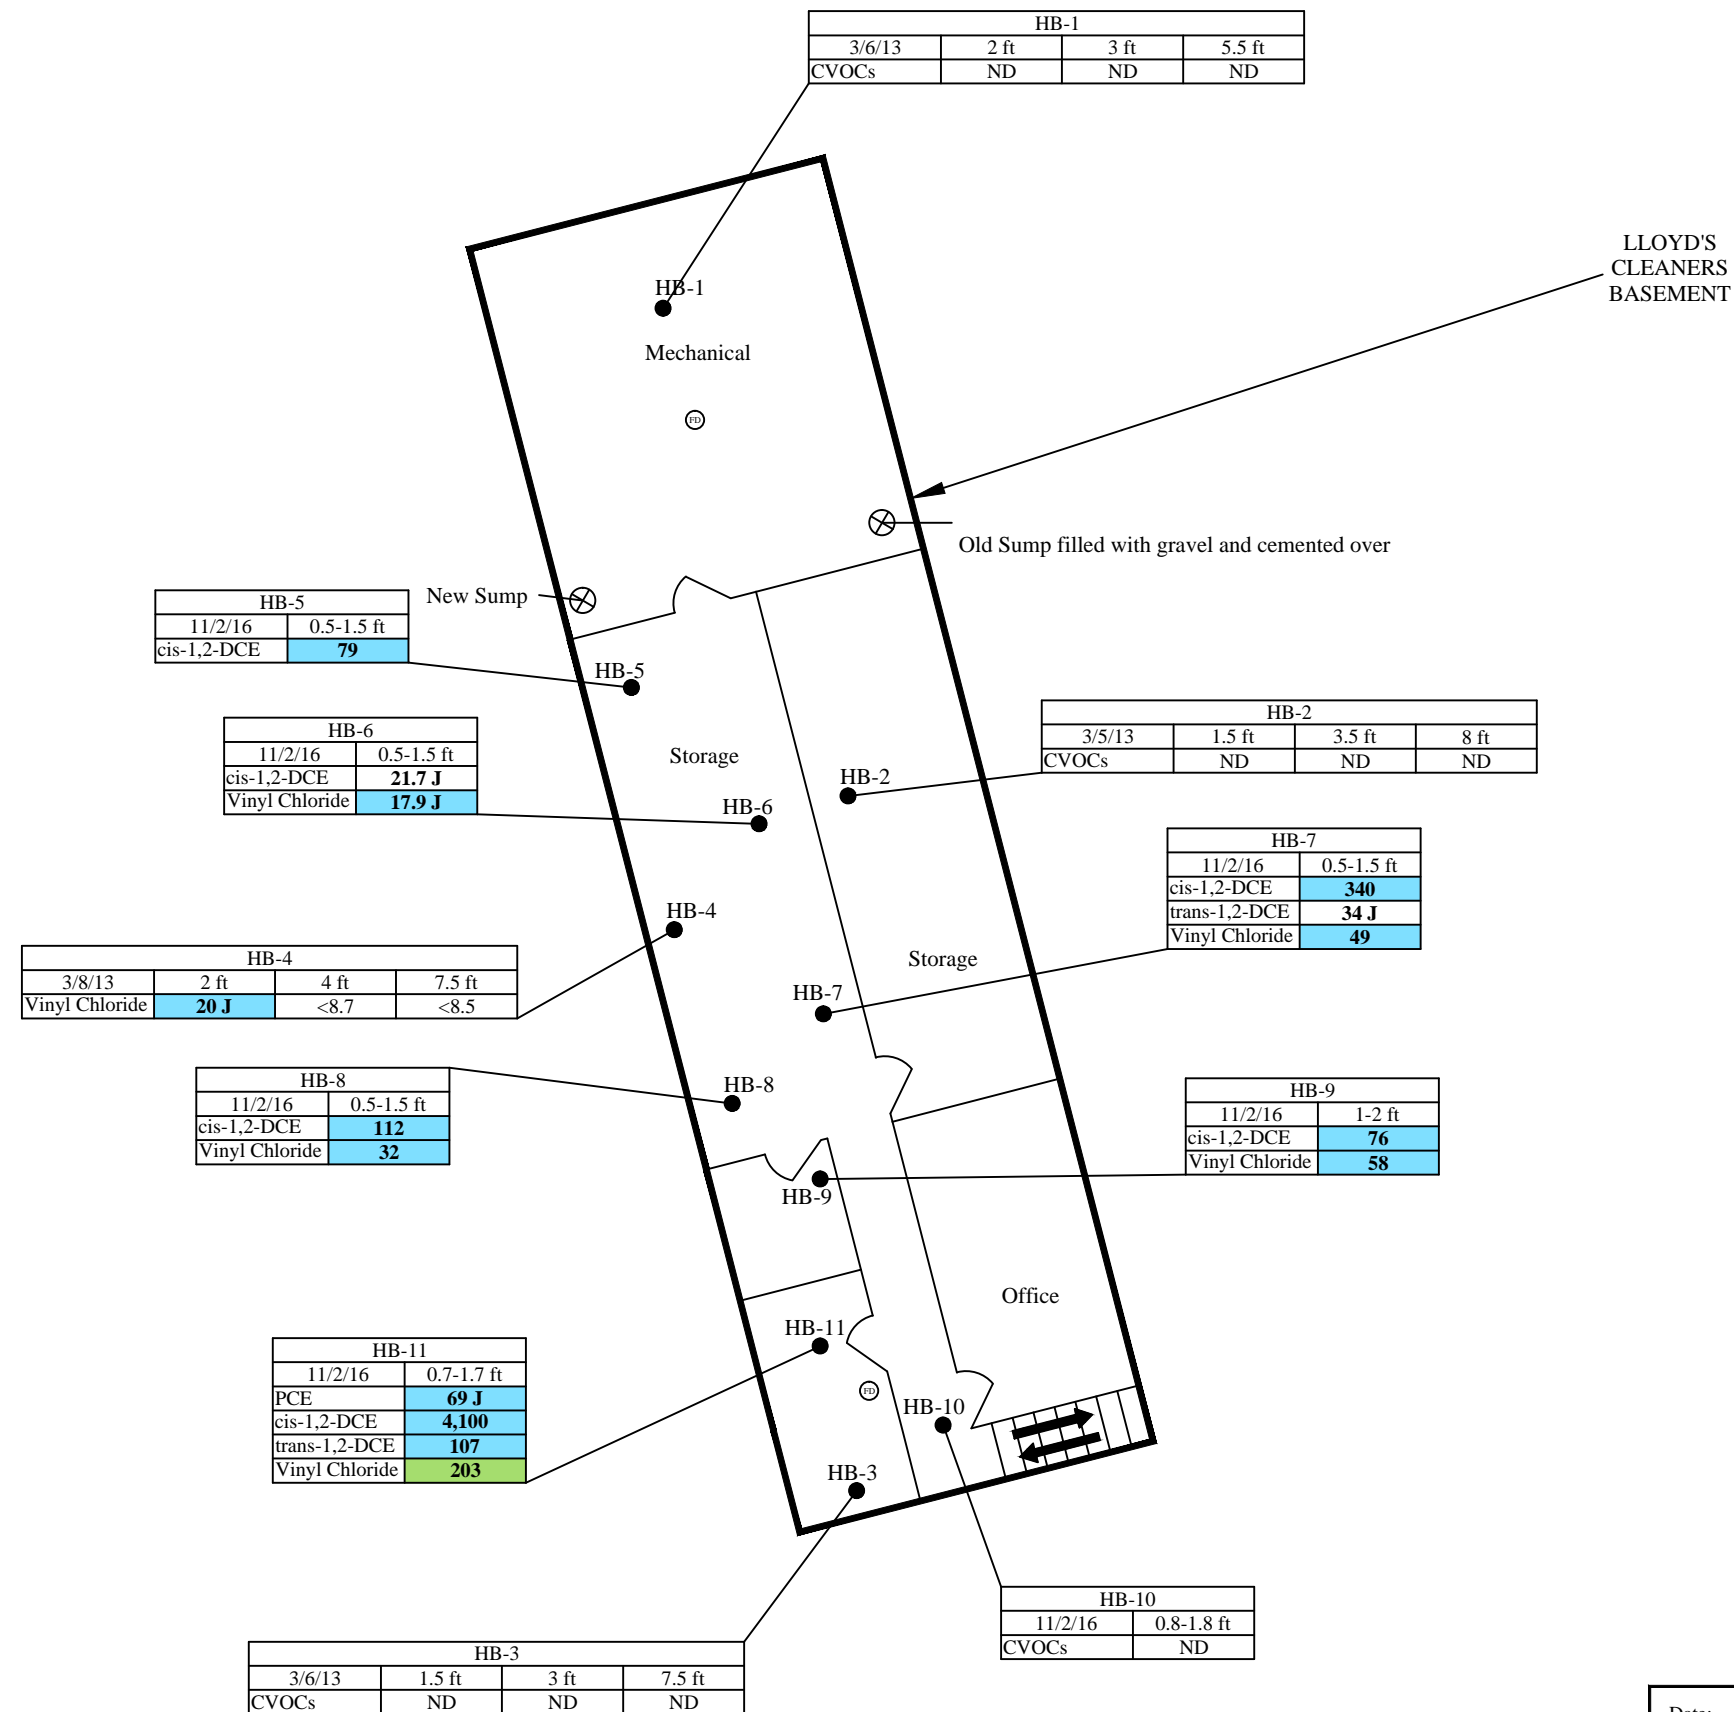 HB-1
3/6/13 2 ft 3 ft 5.5 ft
CVOCs ND ND ND
LLOYD'S
CLEANERS
BASEMENT
HB-1
Mechanical
FD
Old Sump filled with gravel and cemented over
New Sump
HB-5
11/2/16 0.5-1.5 ft
cis-1,2-DCE 79
HB-5
HB-6
11/2/16 0.5-1.5 ft
cis-1,2-DCE 21.7 J
Vinyl Chloride 17.9 J
Storage
HB-6
HB-2
HB-2
3/5/13 1.5 ft 3.5 ft 8 ft
CVOCs ND ND ND
HB-7
11/2/16 0.5-1.5 ft
cis-1,2-DCE 340
trans-1,2-DCE 34 J
Vinyl Chloride 49
HB-4
HB-4
3/8/13 2 ft 4 ft 7.5 ft
Vinyl Chloride 20 J <8.7 <8.5
Storage
HB-7
HB-8
11/2/16 0.5-1.5 ft
cis-1,2-DCE 112
Vinyl Chloride 32
HB-8
HB-9
11/2/16 1-2 ft
cis-1,2-DCE 76
Vinyl Chloride 58
HB-9
Office
HB-11
HB-11
11/2/16 0.7-1.7 ft
PCE 69 J
cis-1,2-DCE 4,100
trans-1,2-DCE 107
Vinyl Chloride 203
FD
HB-10
HB-3
HB-10
11/2/16 0.8-1.8 ft
CVOCs ND
HB-3
3/6/13 1.5 ft 3 ft 7.5 ft
CVOCs ND ND ND
Date: